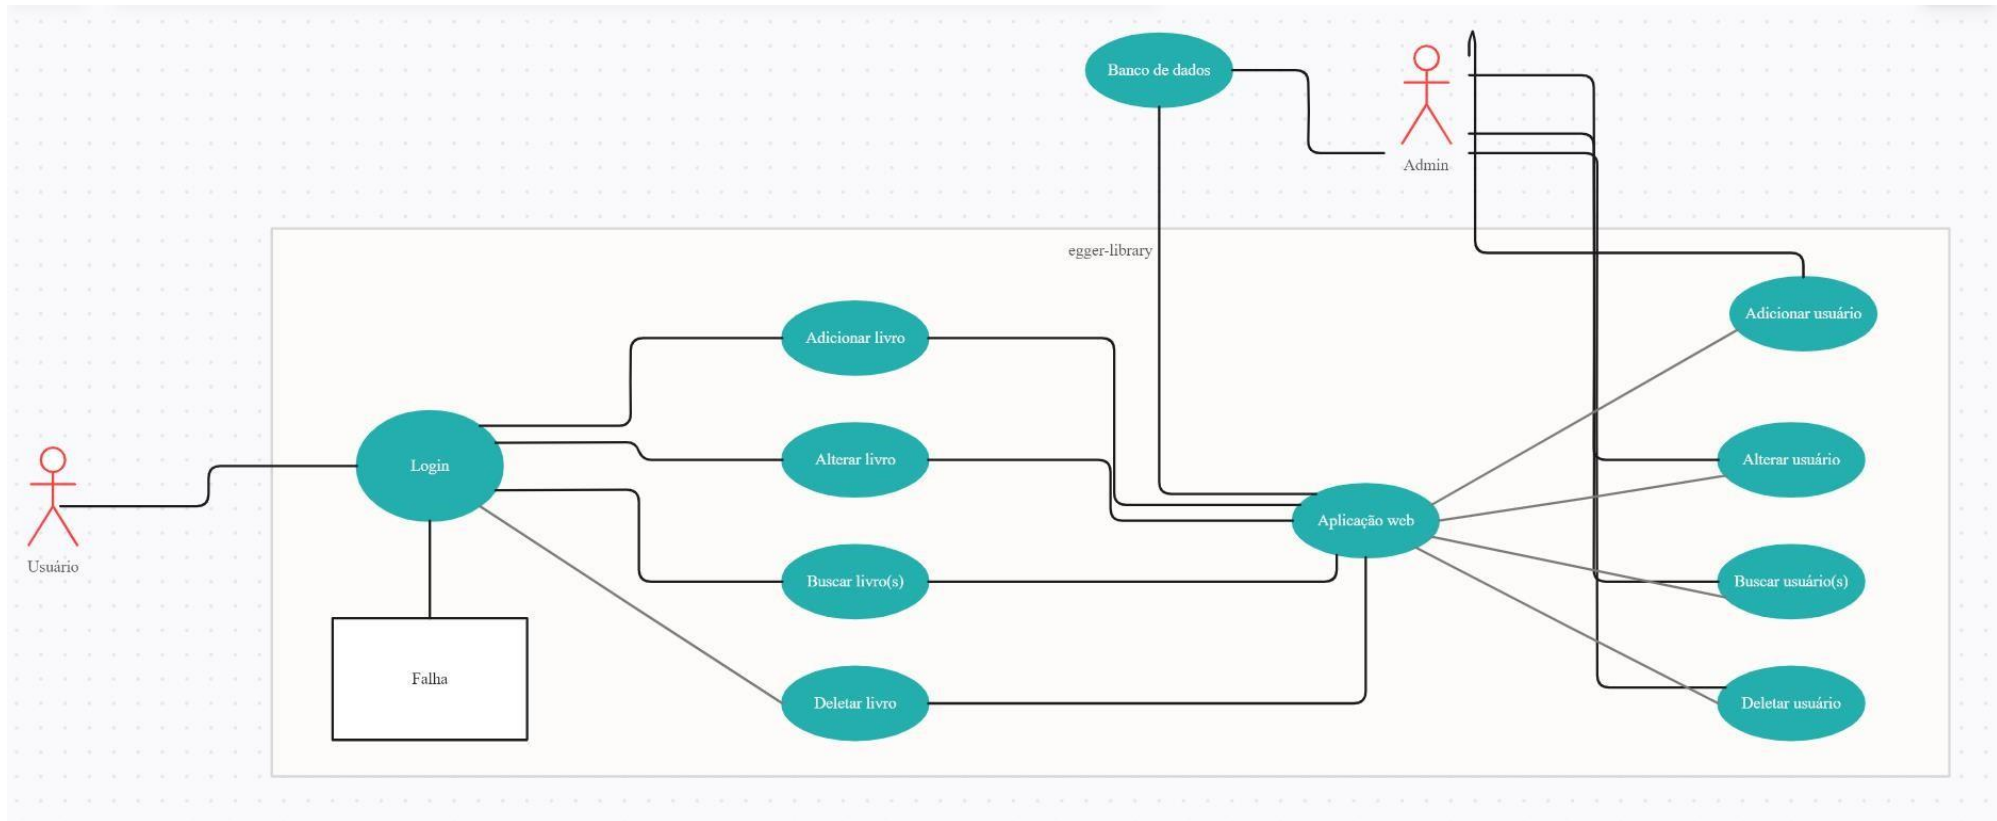 Banco de dados
Admin
egger-library
Adicionar usuário
Adicionar livro
Alterar livro
Alterar usuário
Login
Aplicação web
Usuário
Buscar livro(s)
Buscar usuário(s)
Falha
Deletar livro
Deletar usuário